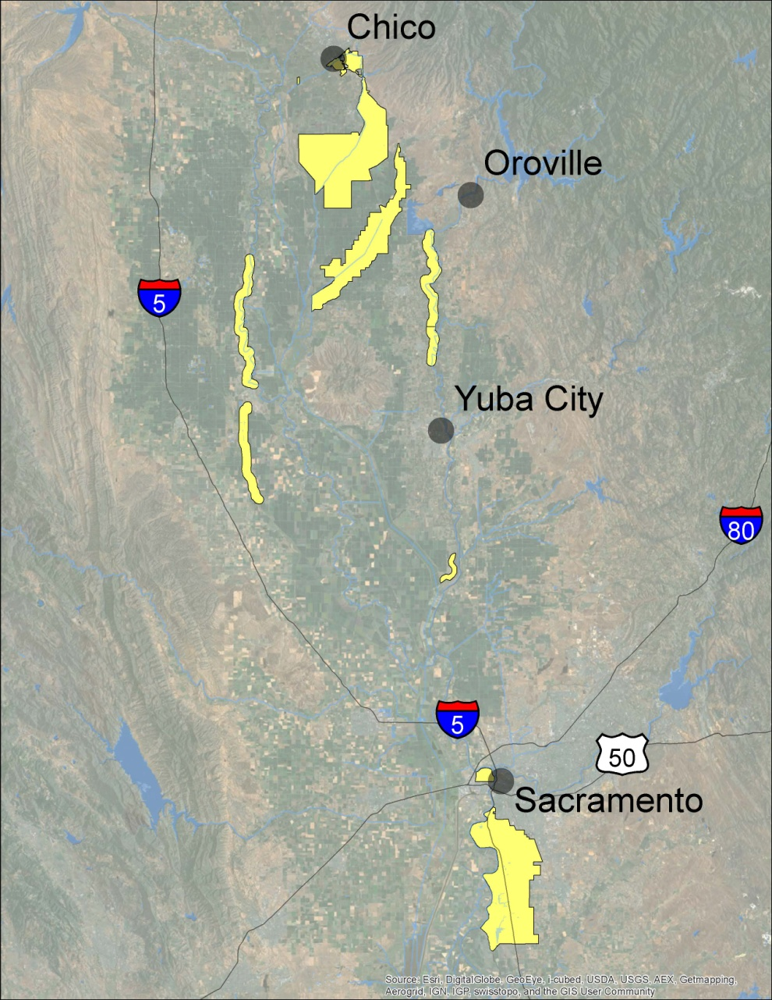 Chico
Oroville
5
Yuba City
80
5
50
Sacramento
Source: Esri, DigitalGlobe, GeoEye, i-cubed, USDA, USGS, AEX, Getmapping,
Aerogrid, IGN, IGP, swisstopo, and the GIS User Community